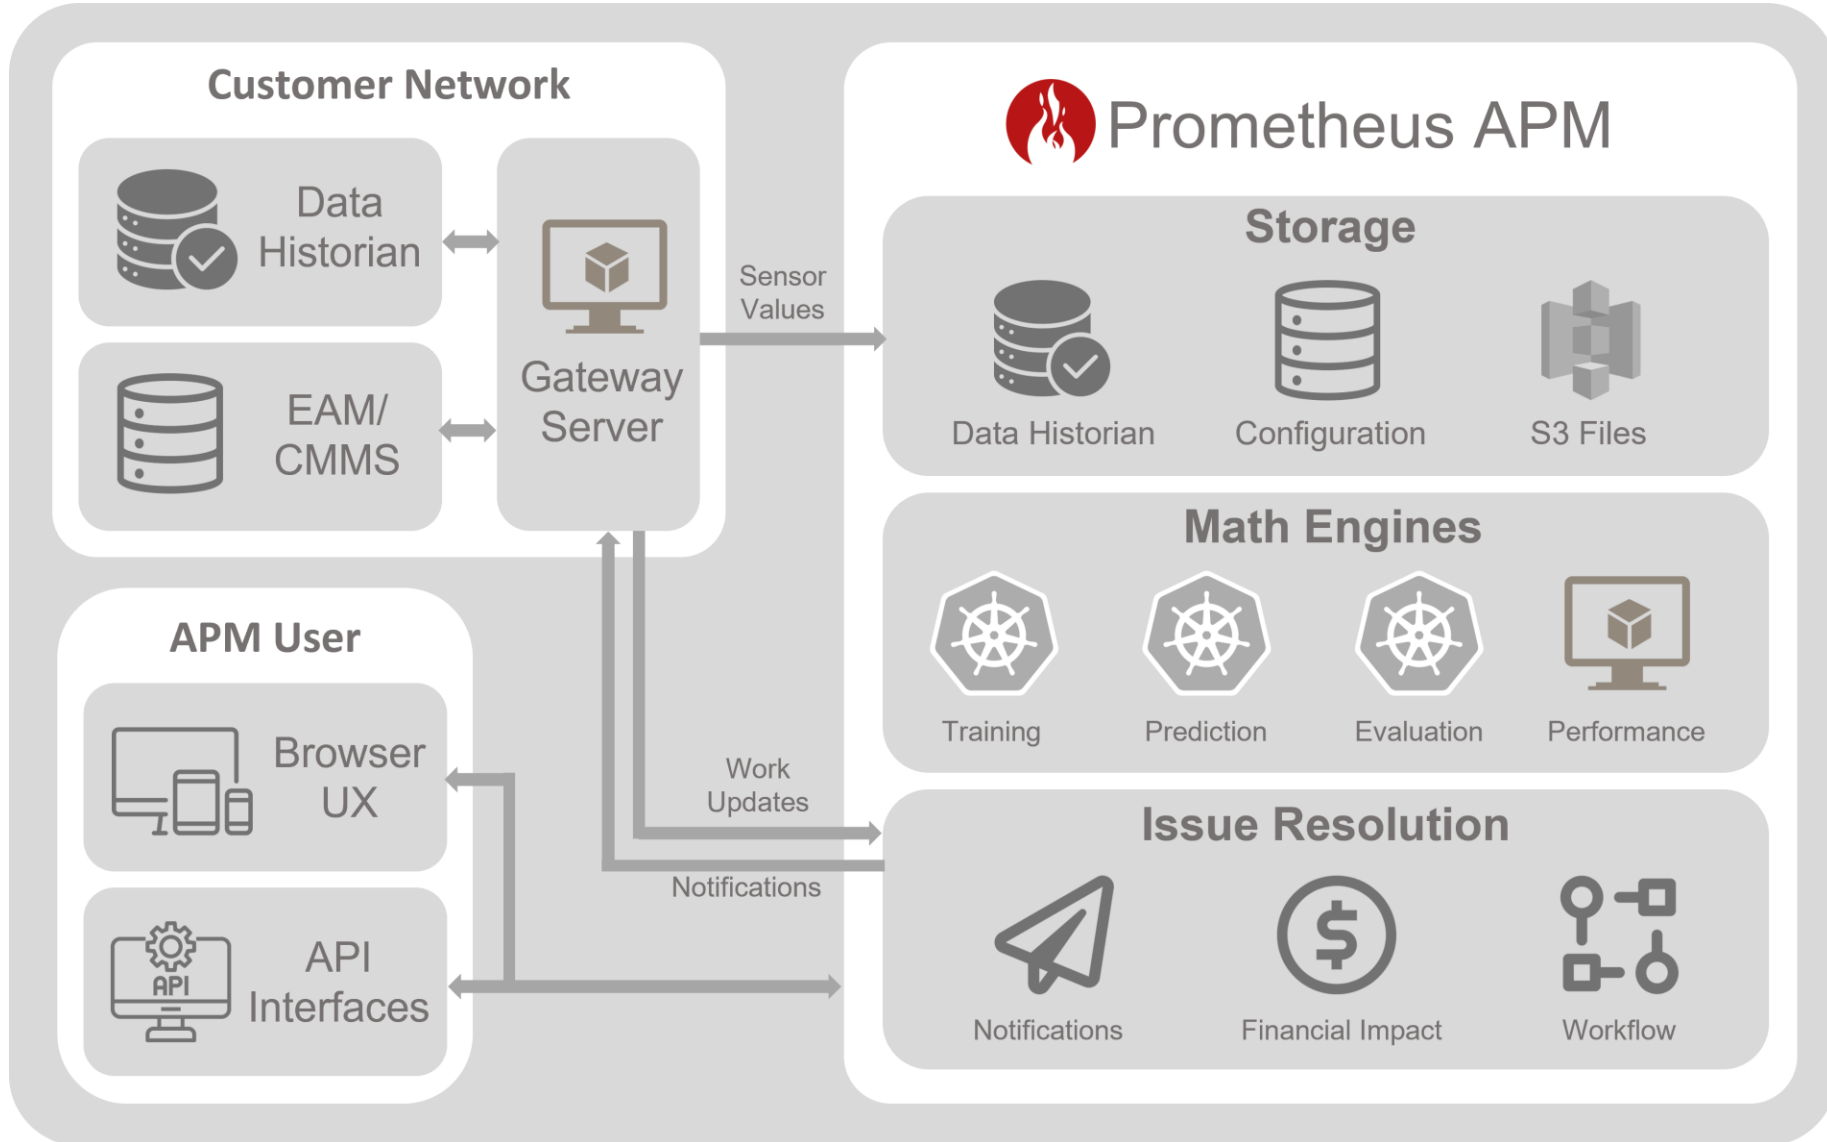 Customer Network
Data
Historian
EAM/
CMMS
Gateway
Server
Sensor
Values
APM User
Browser
UX
API
API
Interfaces
Work
Updates
Notifications
Prometheus APM
Storage
Data Historian
Configuration
S3 Files
Math Engines
Training
Prediction
Evaluation
Performance
Issue Resolution
Notifications
Financial Impact
Workflow